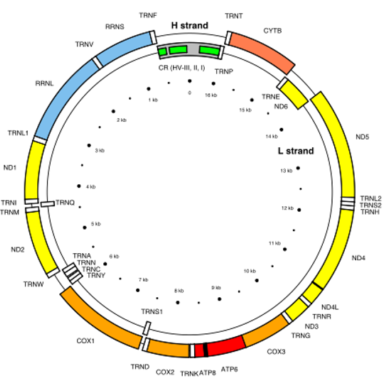 H strand
TRNF
TRNT
RRNS
CYTB
TRNV
CR (HV-III, II, I)
TRNP
RRNL
TRNE
ND6
0
1 kb
16 kb
15 kb
2 kb
14 kb
ND5
TRNL1
L strand
3 kb
13 kb
ND1
4 kb
TRNI
TRNQ
TRNM
TRNL2
TRNS2
TRNH
12 kb
5 kb
ND2
11 kb
TRNA
TRNN
TRNC
TRNY
6 kb
ND4
10 kb
TRNW
7 kb
8 kb
9 kb
ND4L
TRNR
ND3
TRNG
TRNS1
COX1
COX3
TRND
COX2
TRNK
ATP8
ATP6